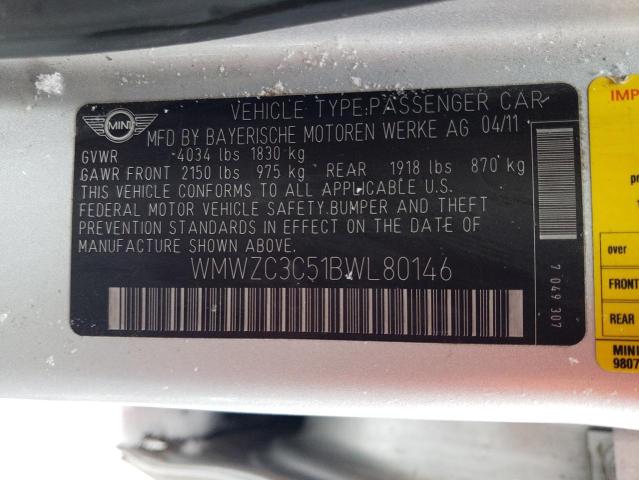 MINI
VEHICLE TYPE:PASSENGER CAR
MFD BY BAYERISCHE MOTOREN WERKE AG 04/11
GVWR 4034 lbs 1830 kg
GAWR FRONT 2150 lbs 975 kg REAR 1918 lbs 870 kg
THIS VEHICLE CONFORMS TO ALL APPLICABLE U.S.
FEDERAL MOTOR VEHICLE SAFETY.BUMPER AND THEFT
PREVENTION STANDARDS IN EFFECT ON THE DATE OF
MANUFACTURE SHOWN ABOVE.
WMWZC3C51BWL80146
7 049 307
over
FRONT
REAR
MINI